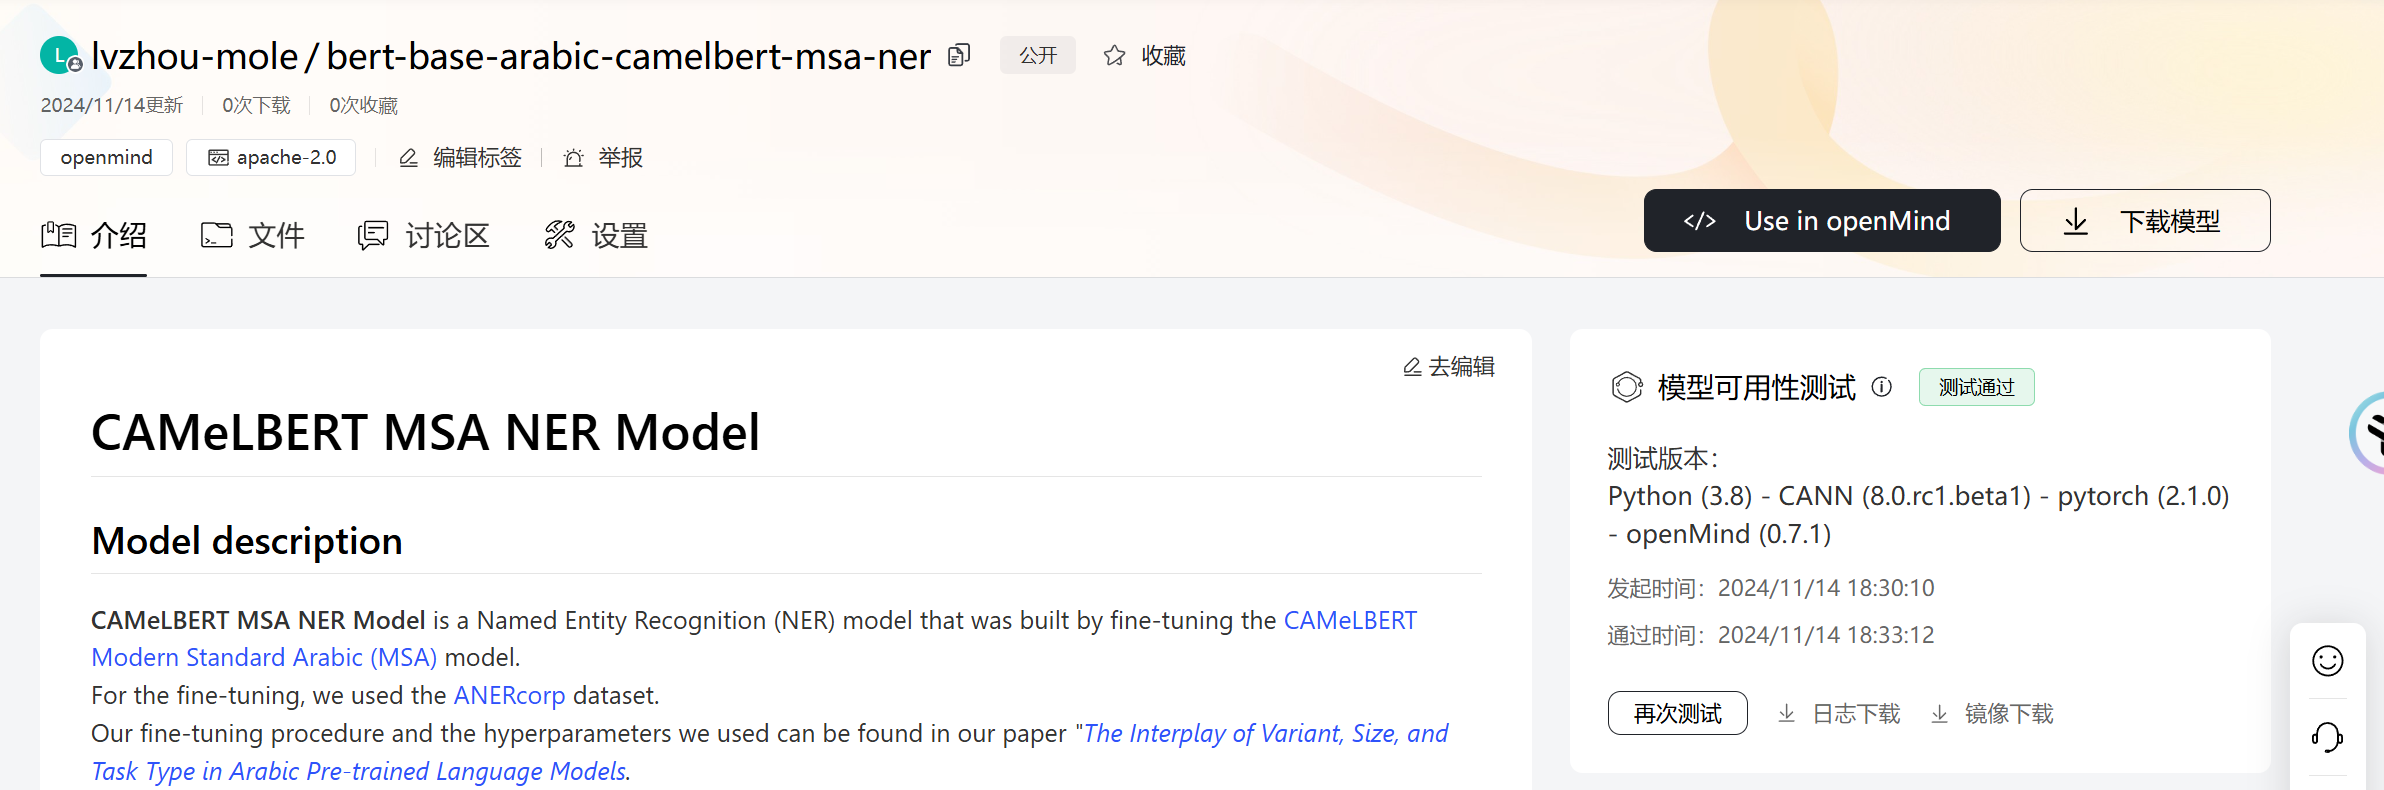 L lvzhou-mole / bert-base-arabic-camelbert-msa-ner 公开 收藏
2024/11/14更新 0次下载 0次收藏
openmind apache-2.0 编辑标签 举报
介绍 文件 讨论区 设置
</> Use in openMind 下载模型
去编辑
CAMeLBERT MSA NER Model
Model description
CAMeLBERT MSA NER Model is a Named Entity Recognition (NER) model that was built by fine-tuning the CAMeLBERT
Modern Standard Arabic (MSA) model.
For the fine-tuning, we used the ANERcorp dataset.
Our fine-tuning procedure and the hyperparameters we used can be found in our paper "The Interplay of Variant, Size, and
Task Type in Arabic Pre-trained Language Models.
模型可用性测试 测试通过
测试版本：
Python (3.8) - CANN (8.0.rc1.beta1) - pytorch (2.1.0)
- openMind (0.7.1)
发起时间：2024/11/14 18:30:10
通过时间：2024/11/14 18:33:12
再次测试 日志下载 镜像下载